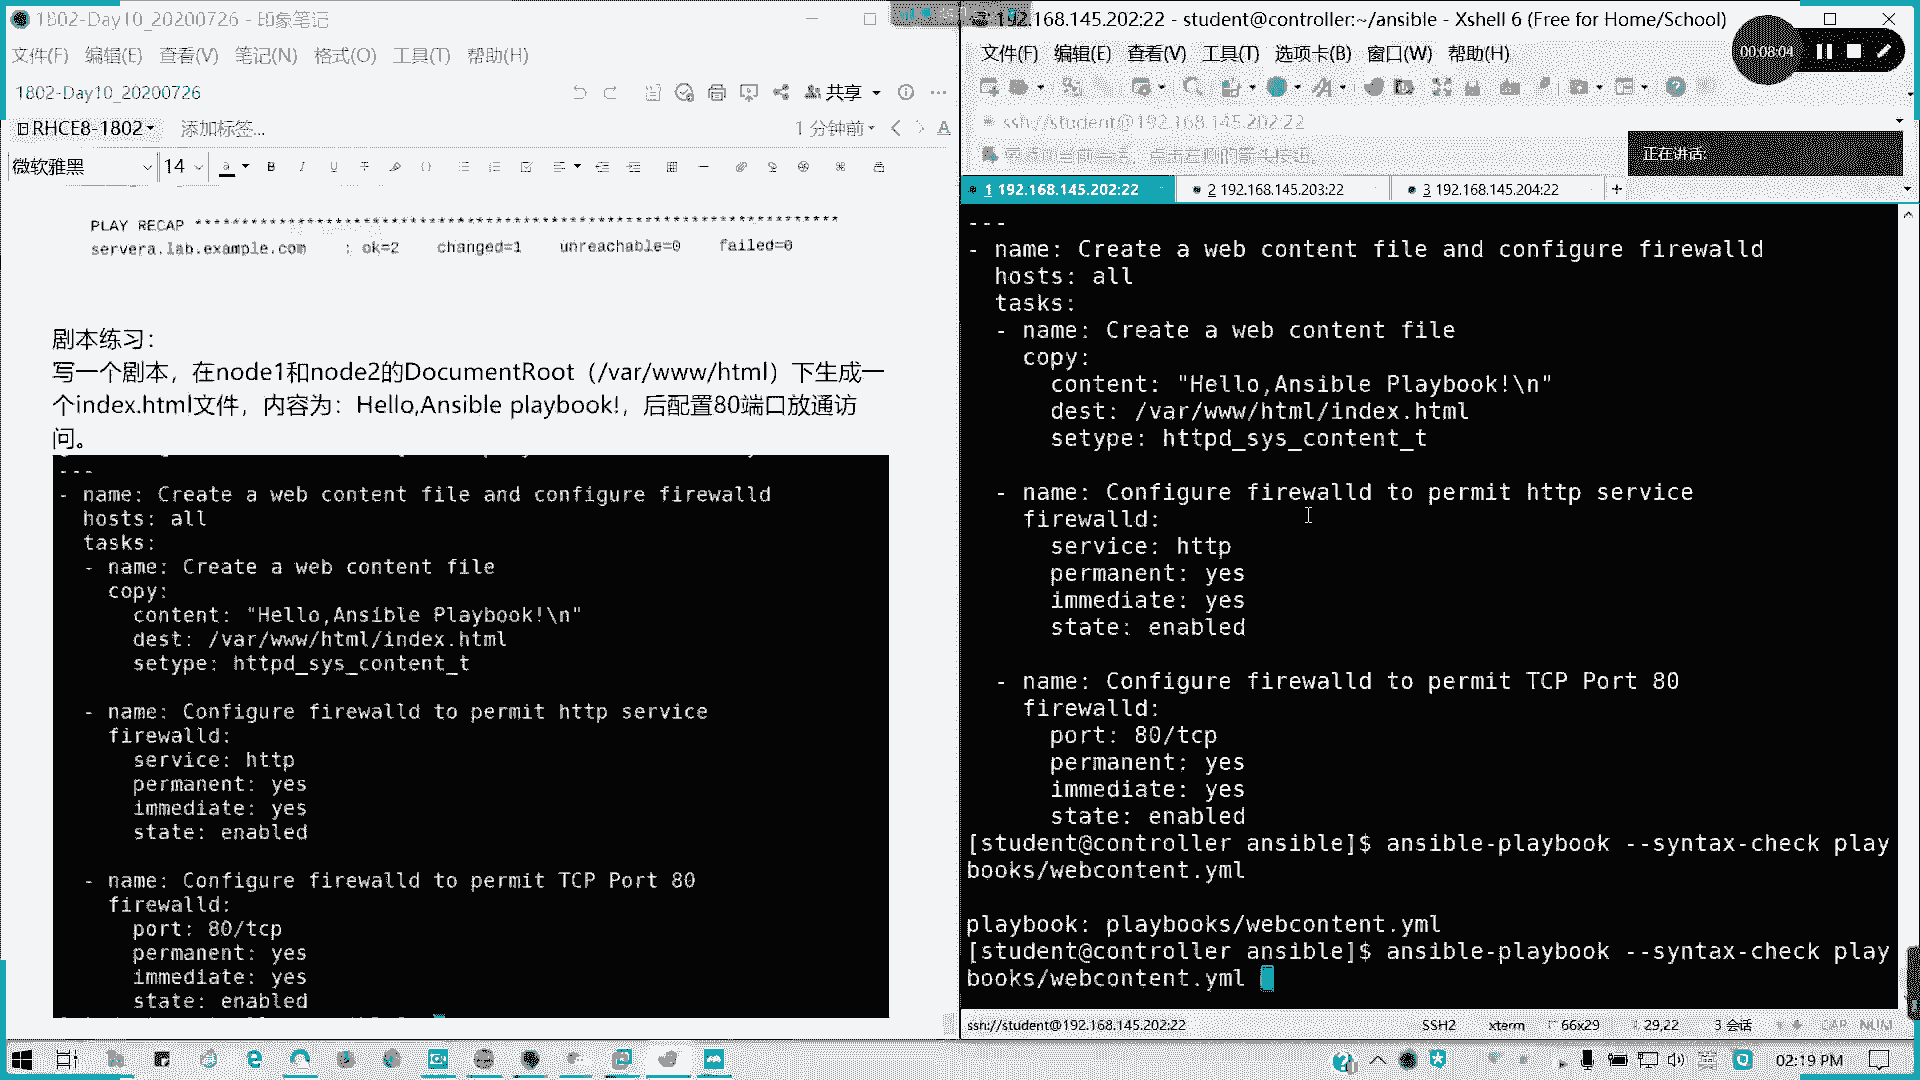 1802-Day10_20200726 - 印象笔记
文件(F) 编辑(E) 查看(V) 笔记(N) 格式(O) 工具(T) 帮助(H)
1802-Day10_20200726
共享
RHCE8-1802 添加标签...
1 分钟前
微软雅黑 14
PLAY RECAP *********************************************************************
servera.lab.example.com : ok=2 changed=1 unreachable=0 failed=0
剧本练习：
写一个剧本，在node1和node2的DocumentRoot（/var/www/html）下生成一
个index.html文件，内容为：Hello,Ansible playbook!，后配置80端口放通访
问。
---
- name: Create a web content file and configure firewalld
  hosts: all
  tasks:
  - name: Create a web content file
    copy:
      content: "Hello,Ansible Playbook!\n"
      dest: /var/www/html/index.html
      setype: httpd_sys_content_t
  - name: Configure firewalld to permit http service
    firewalld:
      service: http
      permanent: yes
      immediate: yes
      state: enabled
  - name: Configure firewalld to permit TCP Port 80
    firewalld:
      port: 80/tcp
      permanent: yes
      immediate: yes
      state: enabled
192.168.145.202:22 - student@controller:~/ansible - Xshell 6 (Free for Home/School)
文件(F) 编辑(E) 查看(V) 工具(T) 选项卡(B) 窗口(W) 帮助(H)
00:08:04
ssh://student@192.168.145.202:22
正在讲话:
1 192.168.145.202:22 2 192.168.145.203:22 3 192.168.145.204:22 +
---
- name: Create a web content file and configure firewalld
  hosts: all
  tasks:
  - name: Create a web content file
    copy:
      content: "Hello,Ansible Playbook!\n"
      dest: /var/www/html/index.html
      setype: httpd_sys_content_t
  - name: Configure firewalld to permit http service
    firewalld:
      service: http
      permanent: yes
      immediate: yes
      state: enabled
  - name: Configure firewalld to permit TCP Port 80
    firewalld:
      port: 80/tcp
      permanent: yes
      immediate: yes
      state: enabled
[student@controller ansible]$ ansible-playbook --syntax-check play
books/webcontent.yml
playbook: playbooks/webcontent.yml
[student@controller ansible]$ ansible-playbook --syntax-check play
books/webcontent.yml
ssh://student@192.168.145.202:22 SSH2 xterm 66x29 29,22 3 会话 CAP NUM
02:19 PM